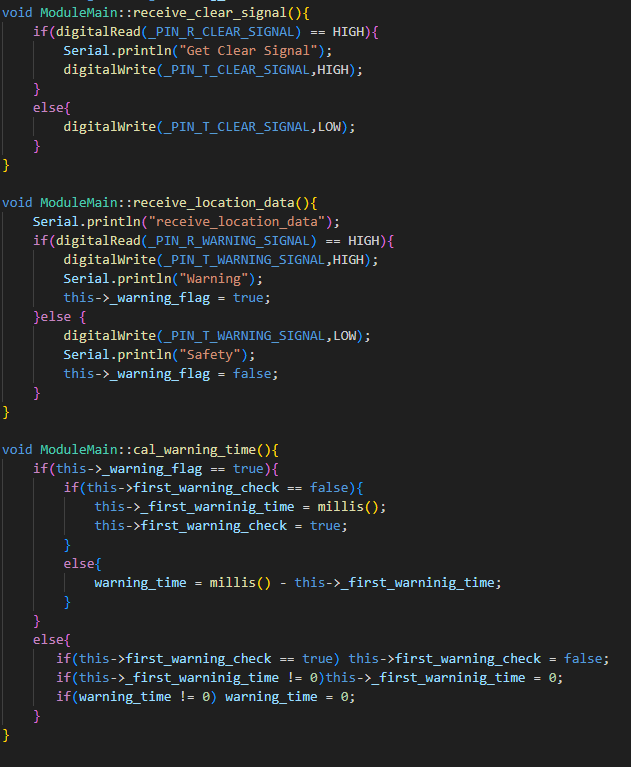 void ModuleMain::receive_clear_signal(){
    if(digitalRead(_PIN_R_CLEAR_SIGNAL) == HIGH){
        Serial.println("Get Clear Signal");
        digitalWrite(_PIN_T_CLEAR_SIGNAL,HIGH);
    }
    else{
        digitalWrite(_PIN_T_CLEAR_SIGNAL,LOW);
    }
}

void ModuleMain::receive_location_data(){
    Serial.println("receive_location_data");
    if(digitalRead(_PIN_R_WARNING_SIGNAL) == HIGH){
        digitalWrite(_PIN_T_WARNING_SIGNAL,HIGH);
        Serial.println("Warning");
        this->_warning_flag = true;
    }else {
        digitalWrite(_PIN_T_WARNING_SIGNAL,LOW);
        Serial.println("Safety");
        this->_warning_flag = false;
    }
}

void ModuleMain::cal_warning_time(){
    if(this->_warning_flag == true){
        if(this->first_warning_check == false){
            this->_first_warninig_time = millis();
            this->first_warning_check = true;
        }
        else{
            warning_time = millis() - this->_first_warninig_time;
        }
    }
    else{
       if(this->first_warning_check == true) this->first_warning_check = false;
       if(this->_first_warninig_time != 0)this->_first_warninig_time = 0;
       if(warning_time != 0) warning_time = 0;
    }
}